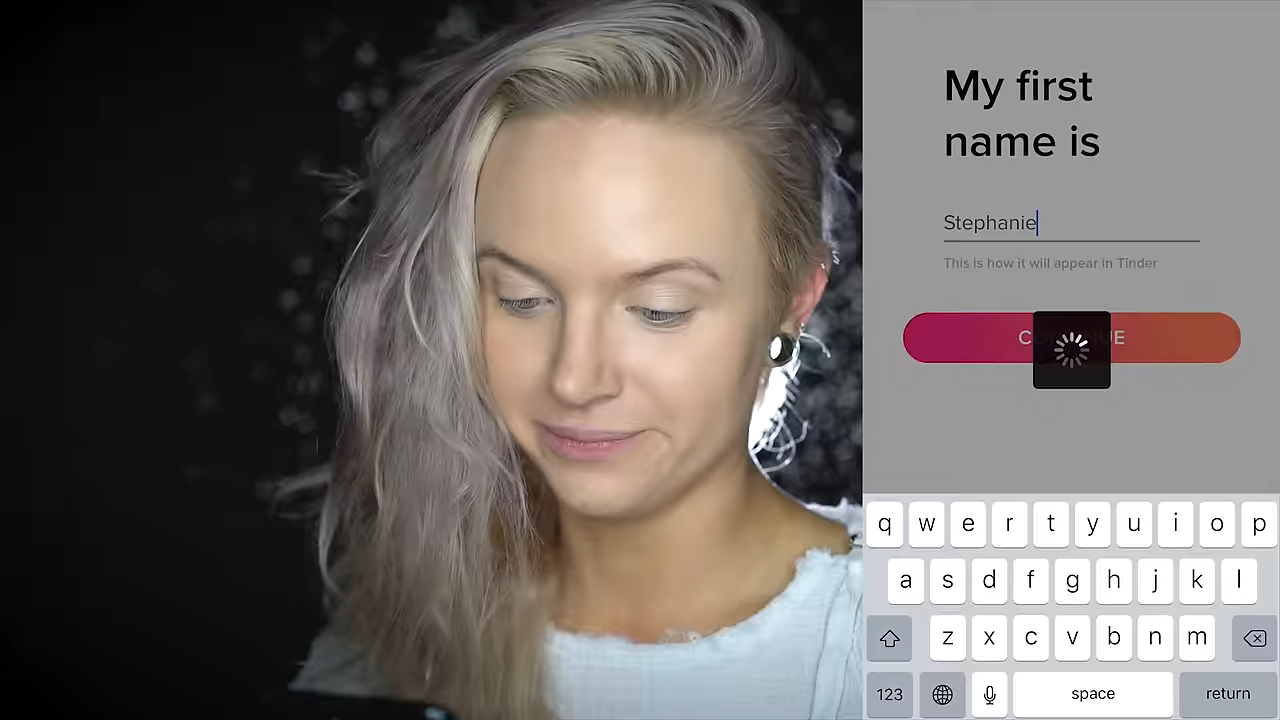 My first
name is
Stephanie
This is how it will appear in Tinder
q w e r t y u i o p
a s d f g h j k l
z x c v b n m
123 space return